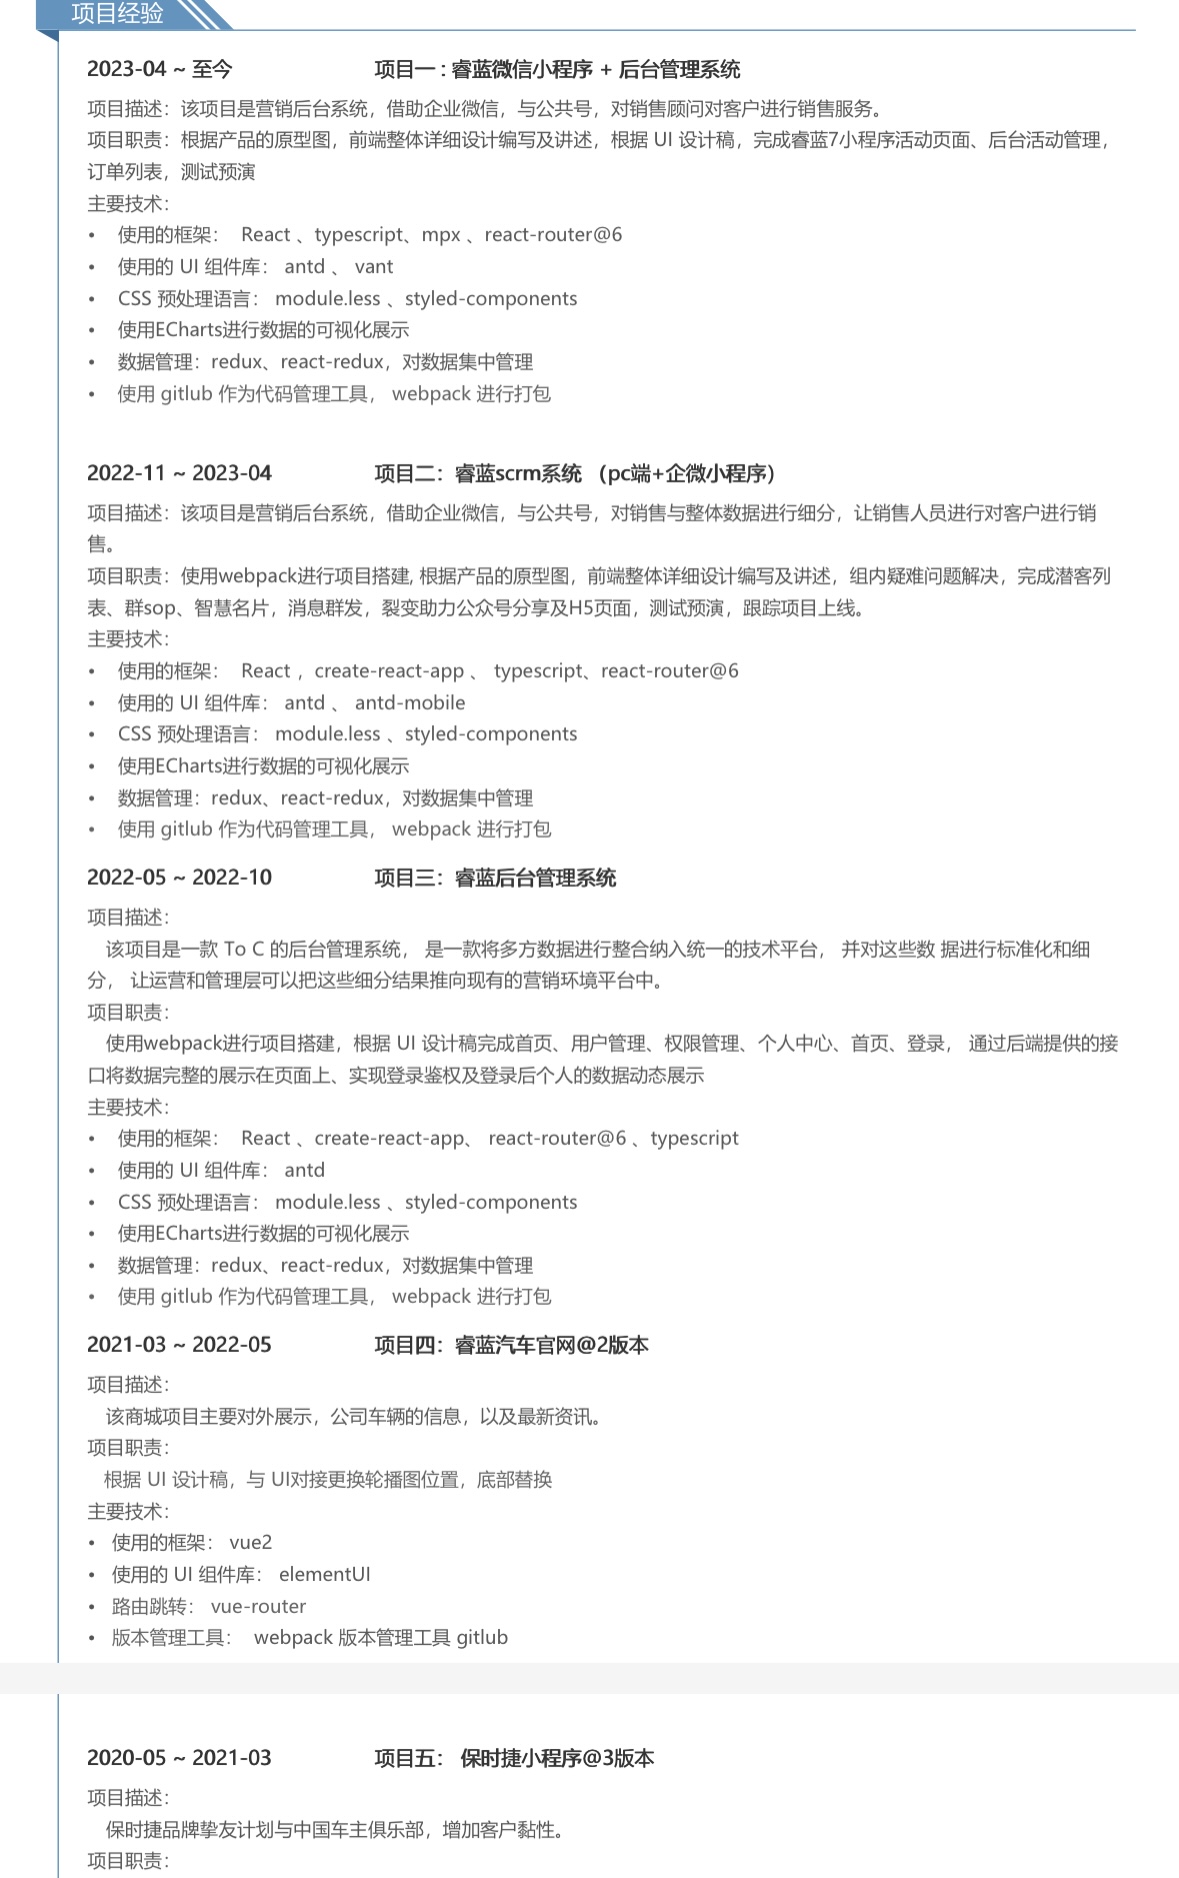 项目经验
2023-04 ~ 至今 项目一 : 睿蓝微信小程序 + 后台管理系统
项目描述：该项目是营销后台系统，借助企业微信，与公共号，对销售顾问对客户进行销售服务。
项目职责：根据产品的原型图，前端整体详细设计编写及讲述，根据 UI 设计稿，完成睿蓝7小程序活动页面、后台活动管理，
订单列表，测试预演
主要技术：
• 使用的框架： React 、typescript、mpx 、react-router@6
• 使用的 UI 组件库： antd 、 vant
• CSS 预处理语言： module.less 、styled-components
• 使用ECharts进行数据的可视化展示
• 数据管理：redux、react-redux，对数据集中管理
• 使用 gitlub 作为代码管理工具， webpack 进行打包
2022-11 ~ 2023-04 项目二：睿蓝scrm系统 （pc端+企微小程序）
项目描述：该项目是营销后台系统，借助企业微信，与公共号，对销售与整体数据进行细分，让销售人员进行对客户进行销
售。
项目职责：使用webpack进行项目搭建, 根据产品的原型图，前端整体详细设计编写及讲述，组内疑难问题解决，完成潜客列
表、群sop、智慧名片，消息群发，裂变助力公众号分享及H5页面，测试预演，跟踪项目上线。
主要技术：
• 使用的框架： React ，create-react-app 、 typescript、react-router@6
• 使用的 UI 组件库： antd 、 antd-mobile
• CSS 预处理语言： module.less 、styled-components
• 使用ECharts进行数据的可视化展示
• 数据管理：redux、react-redux，对数据集中管理
• 使用 gitlub 作为代码管理工具， webpack 进行打包
2022-05 ~ 2022-10 项目三：睿蓝后台管理系统
项目描述：
该项目是一款 To C 的后台管理系统， 是一款将多方数据进行整合纳入统一的技术平台， 并对这些数 据进行标准化和细
分， 让运营和管理层可以把这些细分结果推向现有的营销环境平台中。
项目职责：
使用webpack进行项目搭建，根据 UI 设计稿完成首页、用户管理、权限管理、个人中心、首页、登录， 通过后端提供的接
口将数据完整的展示在页面上、实现登录鉴权及登录后个人的数据动态展示
主要技术：
• 使用的框架： React 、create-react-app、 react-router@6 、typescript
• 使用的 UI 组件库： antd
• CSS 预处理语言： module.less 、styled-components
• 使用ECharts进行数据的可视化展示
• 数据管理：redux、react-redux，对数据集中管理
• 使用 gitlub 作为代码管理工具， webpack 进行打包
2021-03 ~ 2022-05 项目四：睿蓝汽车官网@2版本
项目描述：
该商城项目主要对外展示，公司车辆的信息，以及最新资讯。
项目职责：
根据 UI 设计稿，与 UI对接更换轮播图位置，底部替换
主要技术：
• 使用的框架： vue2
• 使用的 UI 组件库： elementUI
• 路由跳转： vue-router
• 版本管理工具： webpack 版本管理工具 gitlub
2020-05 ~ 2021-03 项目五： 保时捷小程序@3版本
项目描述：
保时捷品牌挚友计划与中国车主俱乐部，增加客户黏性。
项目职责：